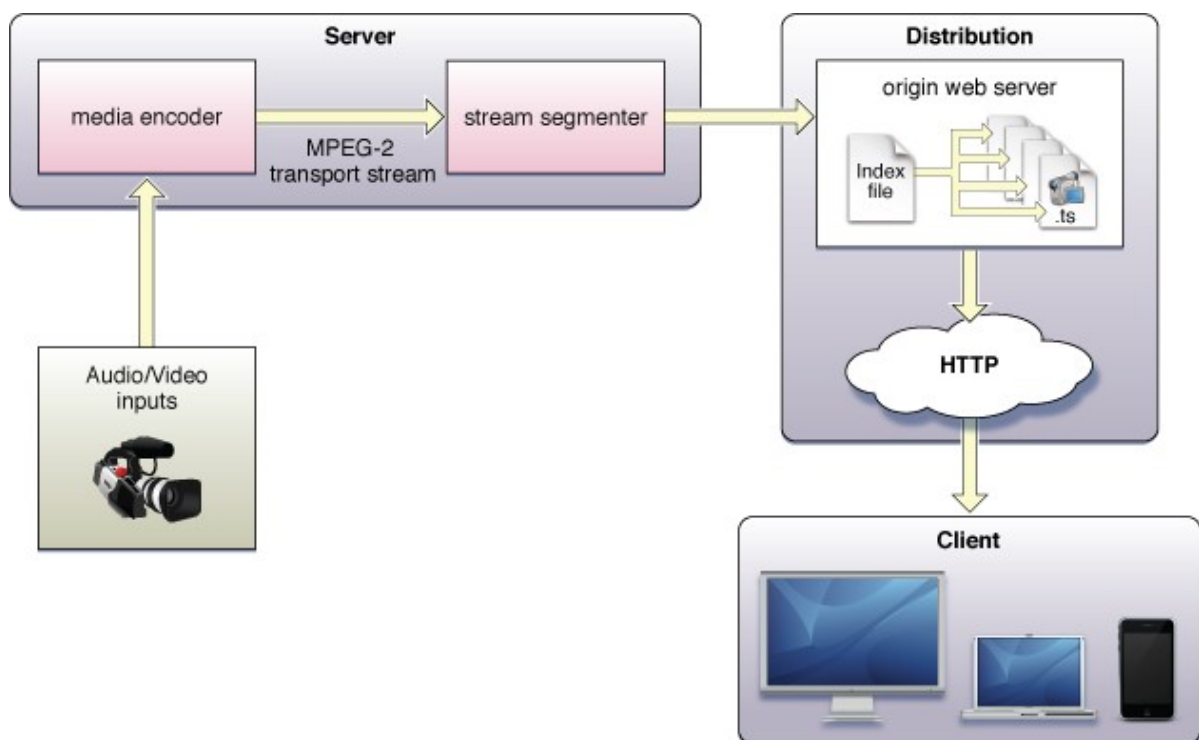 Server
media encoder
MPEG-2
transport stream
stream segmenter
Audio/Video
inputs
Distribution
origin web server
Index
file
.ts
HTTP
Client